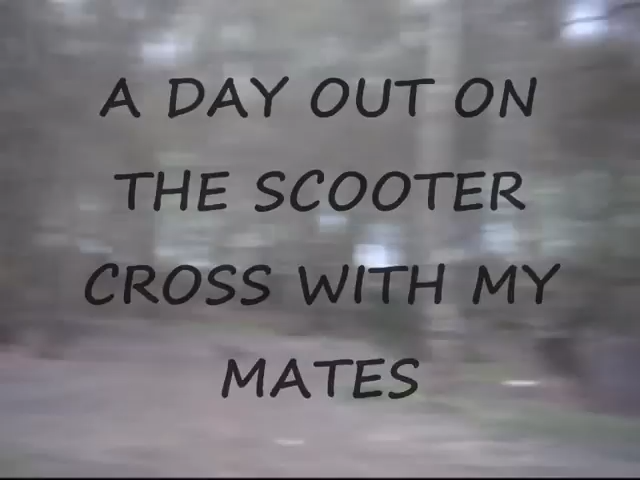 A DAY OUT ON
THE SCOOTER
CROSS WITH MY
MATES